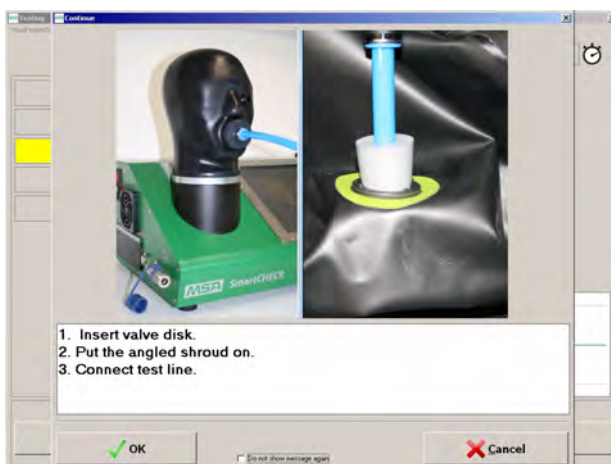 Testing
Continue
MSA SmartCHECK
1. Insert valve disk.
2. Put the angled shroud on.
3. Connect test line.
OK
Do not show message again
Cancel